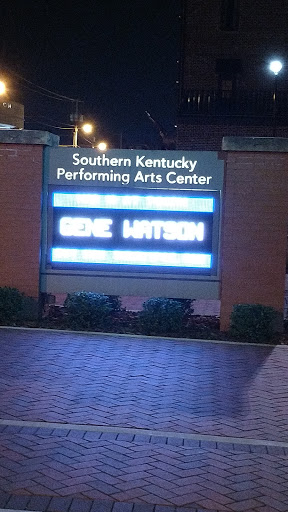 Southern Kentucky
Performing Arts Center
GENE WATSON